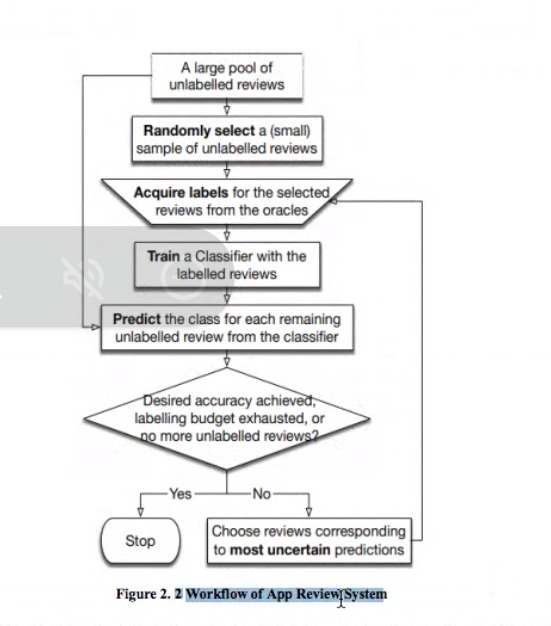 A large pool of
unlabelled reviews
Randomly select a (small)
sample of unlabelled reviews
Acquire labels for the selected
reviews from the oracles
Train a Classifier with the
labelled reviews
Predict the class for each remaining
unlabelled review from the classifier
Desired accuracy achieved,
labelling budget exhausted, or
no more unlabelled reviews?
Yes
No
Stop
Choose reviews corresponding
to most uncertain predictions
Figure 2. 2 Workflow of App Review System